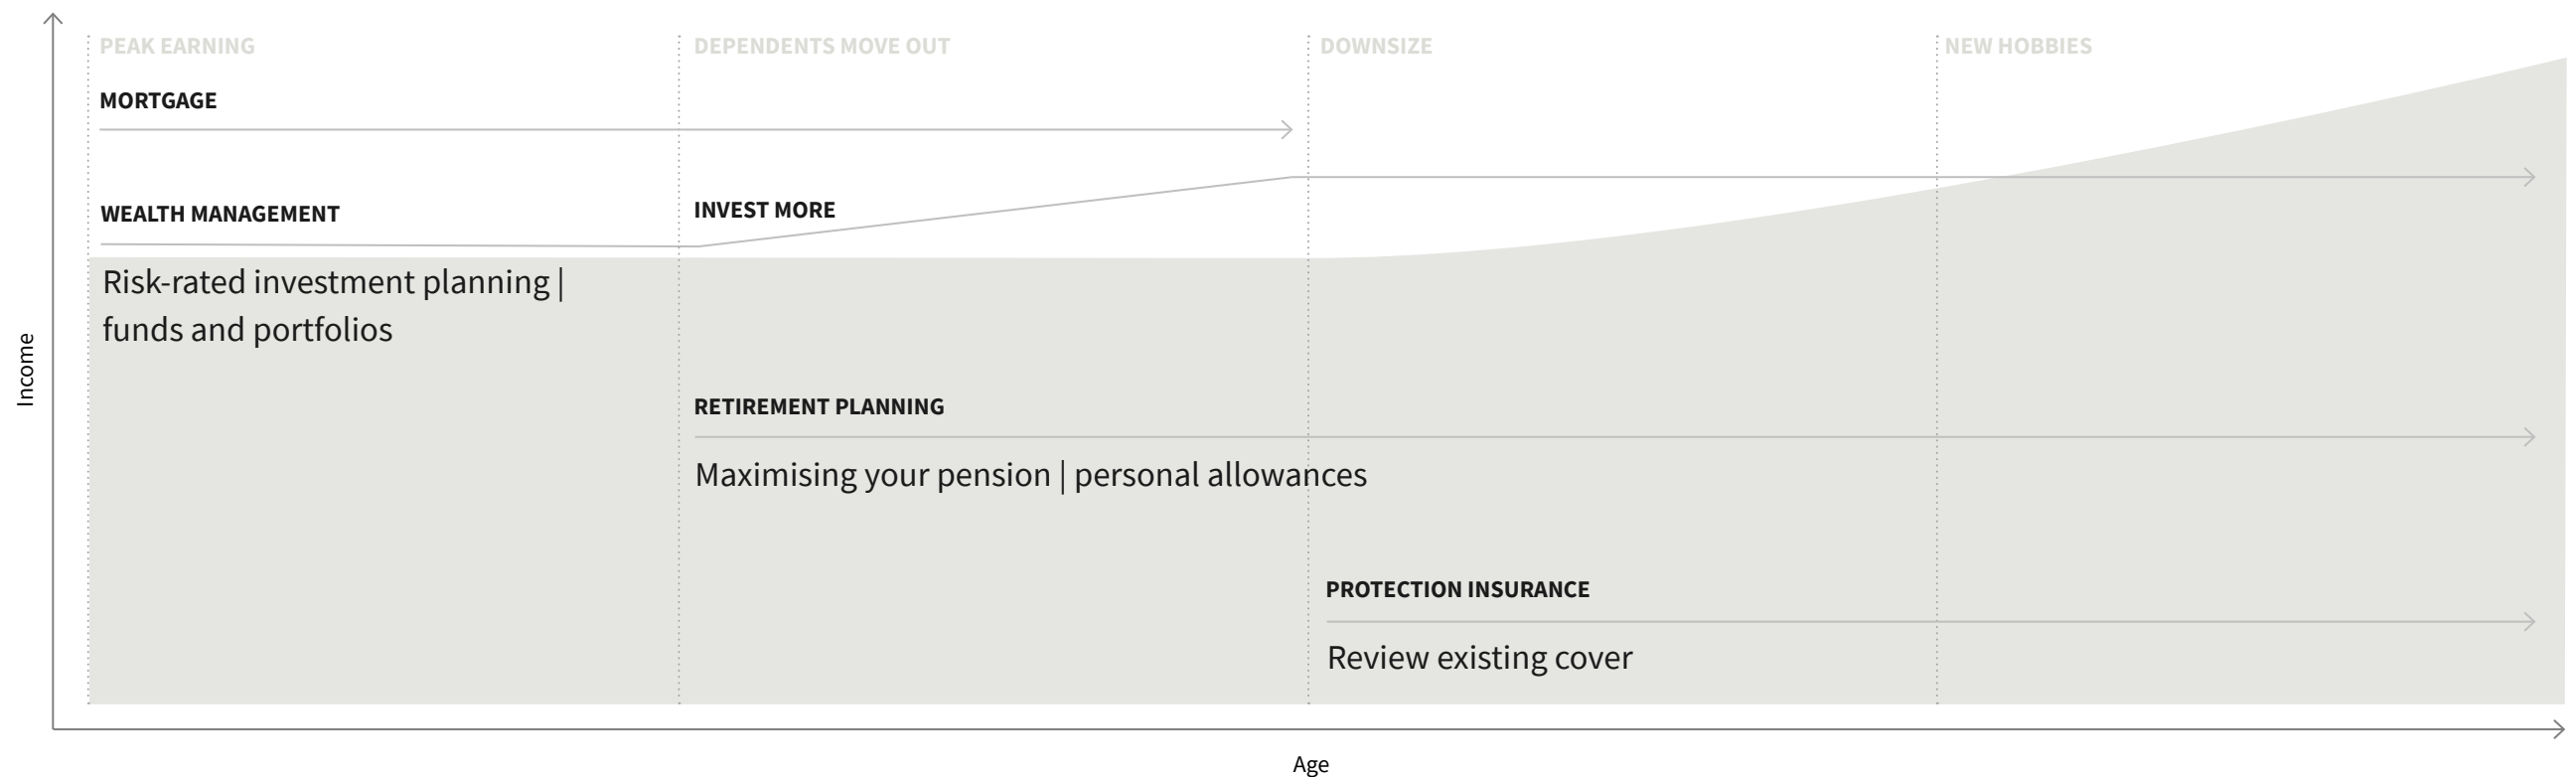 PEAK EARNING
DEPENDENTS MOVE OUT
DOWNSIZE
NEW HOBBIES
MORTGAGE
WEALTH MANAGEMENT
INVEST MORE
Risk-rated investment planning |
funds and portfolios
Income
RETIREMENT PLANNING
Maximising your pension | personal allowances
PROTECTION INSURANCE
Review existing cover
Age